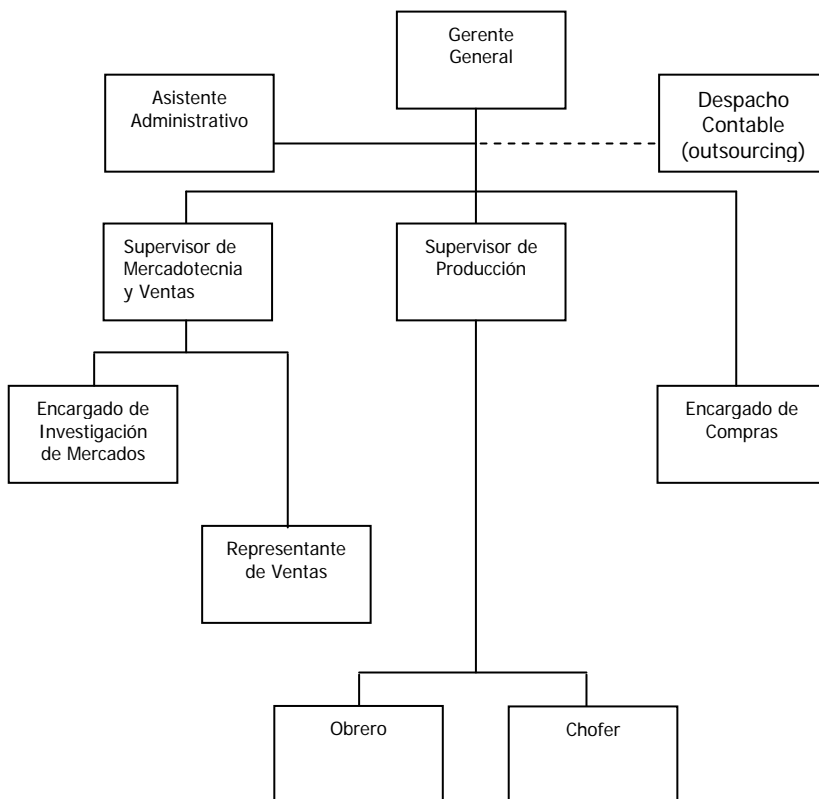 Gerente
General
Asistente
Administrativo
Despacho
Contable
(outsourcing)
Supervisor de
Mercadotecnia
y Ventas
Supervisor de
Producción
Encargado de
Investigación
de Mercados
Encargado de
Compras
Representante
de Ventas
Obrero
Chofer